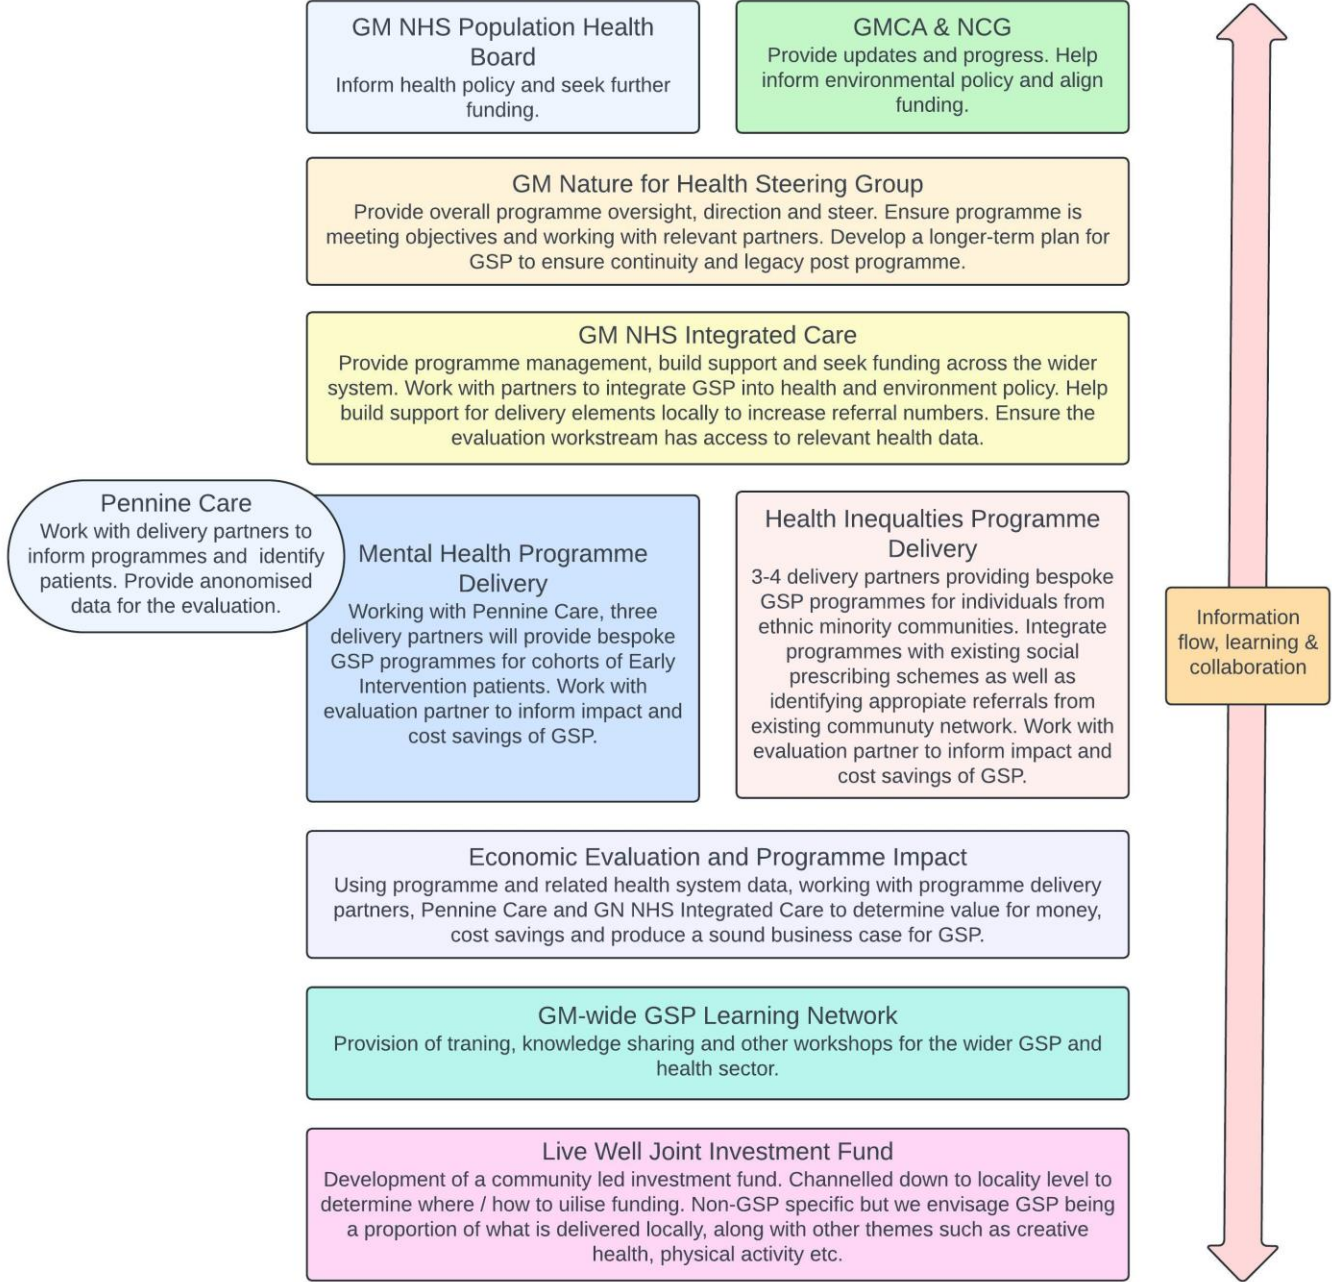 GM NHS Population Health
Board
Inform health policy and seek further
funding.
GMCA & NCG
Provide updates and progress. Help
inform environmental policy and align
funding.
GM Nature for Health Steering Group
Provide overall programme oversight, direction and steer. Ensure programme is
meeting objectives and working with relevant partners. Develop a longer-term plan for
GSP to ensure continuity and legacy post programme.
GM NHS Integrated Care
Provide programme management, build support and seek funding across the wider
system. Work with partners to integrate GSP into health and environment policy. Help
build support for delivery elements locally to increase referral numbers. Ensure the
evaluation workstream has access to relevant health data.
Pennine Care
Work with delivery partners to
inform programmes and  identify
patients. Provide anonomised
data for the evaluation.
Mental Health Programme
Delivery
Working with Pennine Care, three
delivery partners will provide bespoke
GSP programmes for cohorts of Early
Intervention patients. Work with
evaluation partner to inform impact and
cost savings of GSP.
Health Inequalties Programme
Delivery
3-4 delivery partners providing bespoke
GSP programmes for individuals from
ethnic minority communities. Integrate
programmes with existing social
prescribing schemes as well as
identifying appropiate referrals from
existing communuty network. Work with
evaluation partner to inform impact and
cost savings of GSP.
Information
flow, learning &
collaboration
Economic Evaluation and Programme Impact
Using programme and related health system data, working with programme delivery
partners, Pennine Care and GN NHS Integrated Care to determine value for money,
cost savings and produce a sound business case for GSP.
GM-wide GSP Learning Network
Provision of traning, knowledge sharing and other workshops for the wider GSP and
health sector.
Live Well Joint Investment Fund
Development of a community led investment fund. Channelled down to locality level to
determine where / how to uilise funding. Non-GSP specific but we envisage GSP being
a proportion of what is delivered locally, along with other themes such as creative
health, physical activity etc.